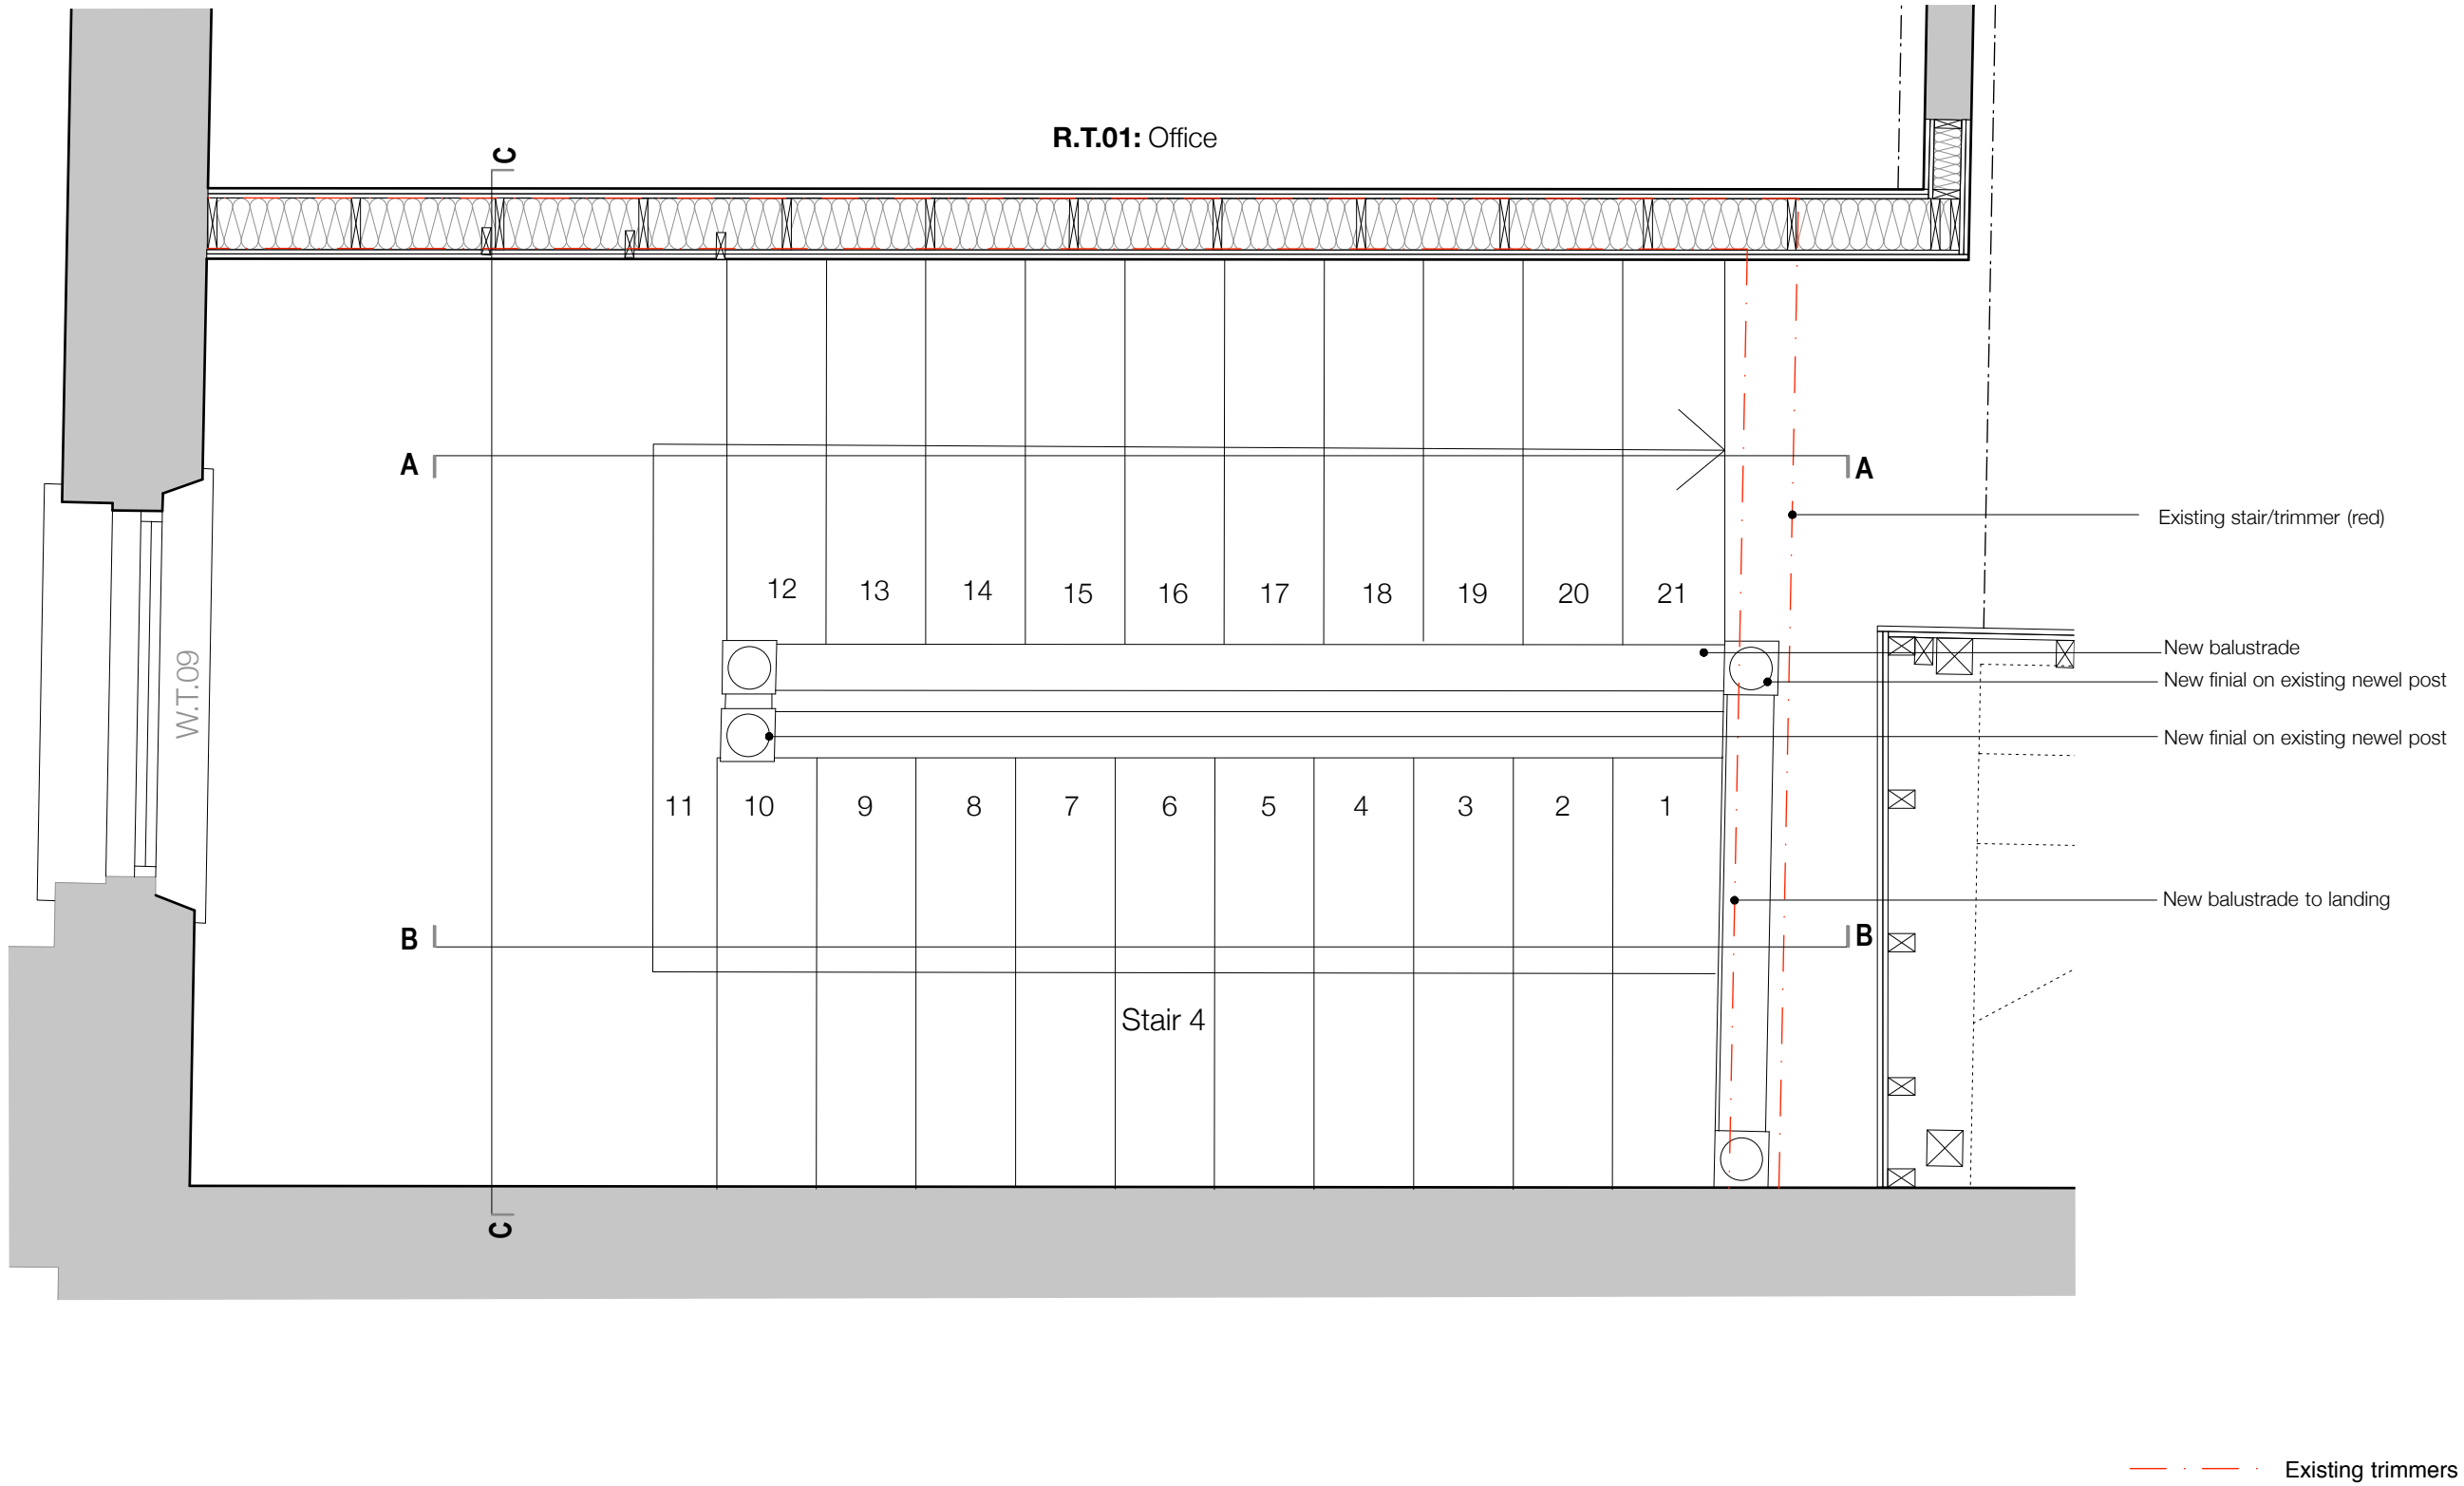 C
R.T.01: Office
A
A
Existing stair/trimmer (red)
12 13 14 15 16 17 18 19 20 21
New balustrade
New finial on existing newel post
W.T.09
New finial on existing newel post
11 10 9 8 7 6 5 4 3 2 1
New balustrade to landing
B
B
Stair 4
C
Existing trimmers